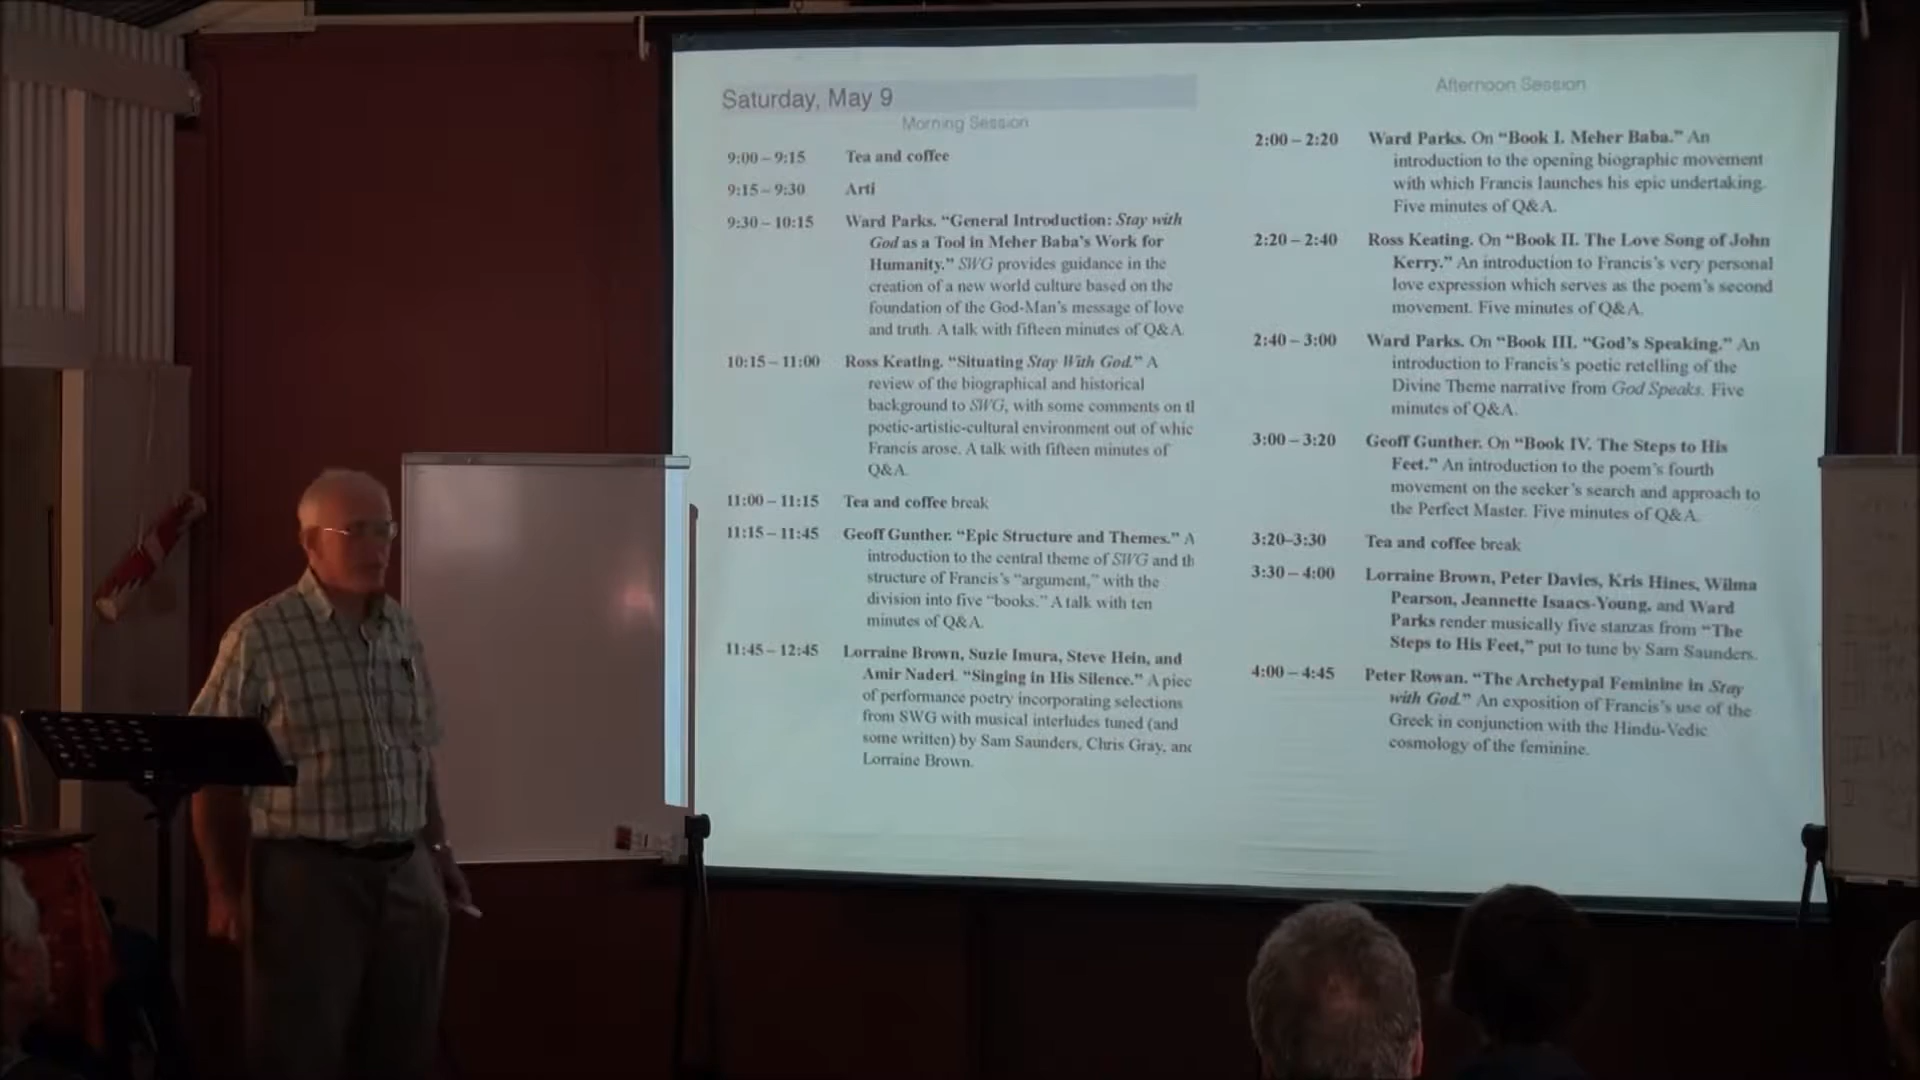 Saturday, May 9
Morning Session
9:00 – 9:15 Tea and coffee
9:15 – 9:30 Arti
9:30 – 10:15 Ward Parks. “General Introduction: Stay with
God as a Tool in Meher Baba’s Work for
Humanity.” SWG provides guidance in the
creation of a new world culture based on the
foundation of the God-Man’s message of love
and truth. A talk with fifteen minutes of Q&A.
10:15 – 11:00 Ross Keating. “Situating Stay With God.” A
review of the biographical and historical
background to SWG, with some comments on tl
poetic-artistic-cultural environment out of whic
Francis arose. A talk with fifteen minutes of
Q&A.
11:00 – 11:15 Tea and coffee break
11:15 – 11:45 Geoff Gunther. “Epic Structure and Themes.” A
introduction to the central theme of SWG and th
structure of Francis’s “argument,” with the
division into five “books.” A talk with ten
minutes of Q&A.
11:45 – 12:45 Lorraine Brown, Suzie Imura, Steve Hein, and
Amir Naderi. “Singing in His Silence.” A piec
of performance poetry incorporating selections
from SWG with musical interludes tuned (and
some written) by Sam Saunders, Chris Gray, and
Lorraine Brown.
Afternoon Session
2:00 – 2:20 Ward Parks. On “Book I. Meher Baba.” An
introduction to the opening biographic movement
with which Francis launches his epic undertaking.
Five minutes of Q&A.
2:20 – 2:40 Ross Keating. On “Book II. The Love Song of John
Kerry.” An introduction to Francis’s very personal
love expression which serves as the poem’s second
movement. Five minutes of Q&A.
2:40 – 3:00 Ward Parks. On “Book III. “God’s Speaking.” An
introduction to Francis’s poetic retelling of the
Divine Theme narrative from God Speaks. Five
minutes of Q&A.
3:00 – 3:20 Geoff Gunther. On “Book IV. The Steps to His
Feet.” An introduction to the poem’s fourth
movement on the seeker’s search and approach to
the Perfect Master. Five minutes of Q&A.
3:20–3:30 Tea and coffee break
3:30 – 4:00 Lorraine Brown, Peter Davies, Kris Hines, Wilma
Pearson, Jeannette Isaacs-Young, and Ward
Parks render musically five stanzas from “The
Steps to His Feet,” put to tune by Sam Saunders.
4:00 – 4:45 Peter Rowan. “The Archetypal Feminine in Stay
with God.” An exposition of Francis’s use of the
Greek in conjunction with the Hindu-Vedic
cosmology of the feminine.